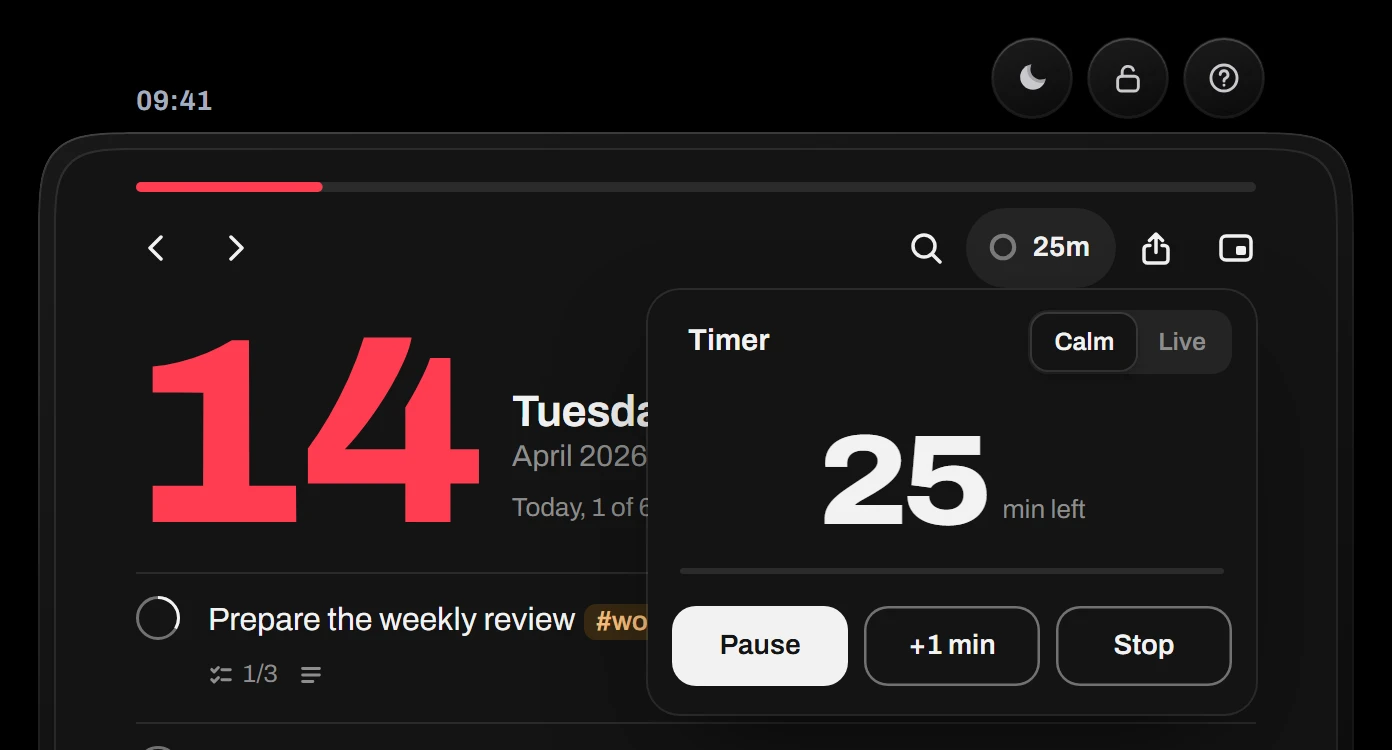 09:41
25m
Timer
Calm Live
14
Tuesda
April 2026
Today, 1 of 6
25 min left
Prepare the weekly review #wo
1/3
Pause +1 min Stop